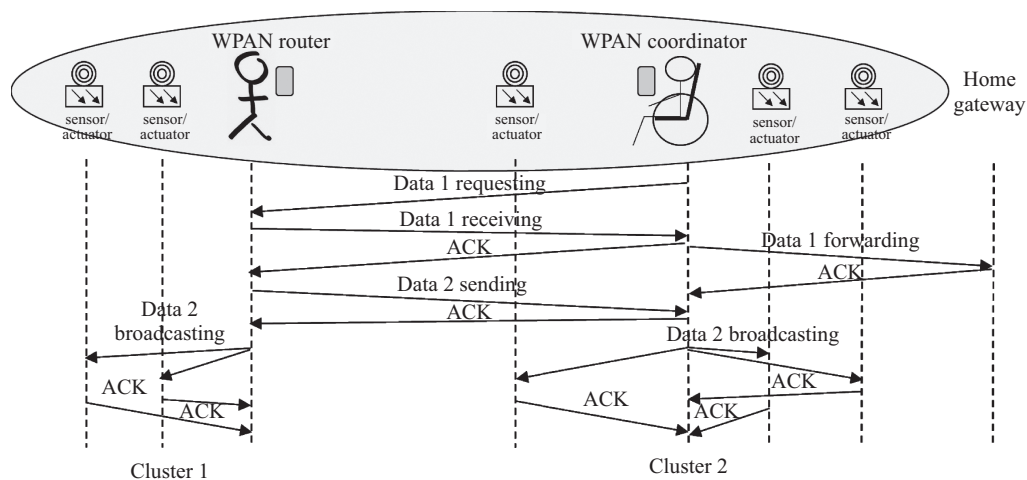 WPAN router
WPAN coordinator
Home
gateway
sensor/
actuator
sensor/
actuator
sensor/
actuator
sensor/
actuator
sensor/
actuator
Data 1 requesting
Data 1 receiving
ACK
Data 1 forwarding
ACK
Data 2 sending
ACK
Data 2
broadcasting
Data 2 broadcasting
ACK
ACK
ACK
ACK
ACK
Cluster 1
Cluster 2